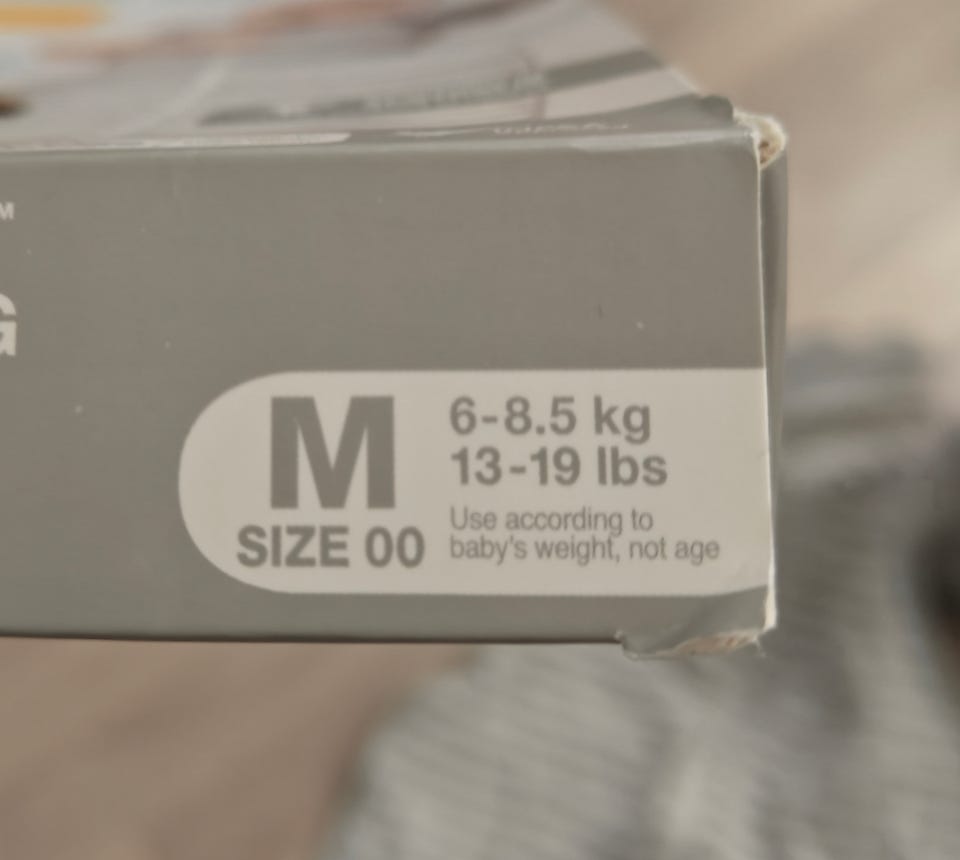 M
G
M
SIZE 00
6-8.5 kg
13-19 lbs
Use according to
baby's weight, not age